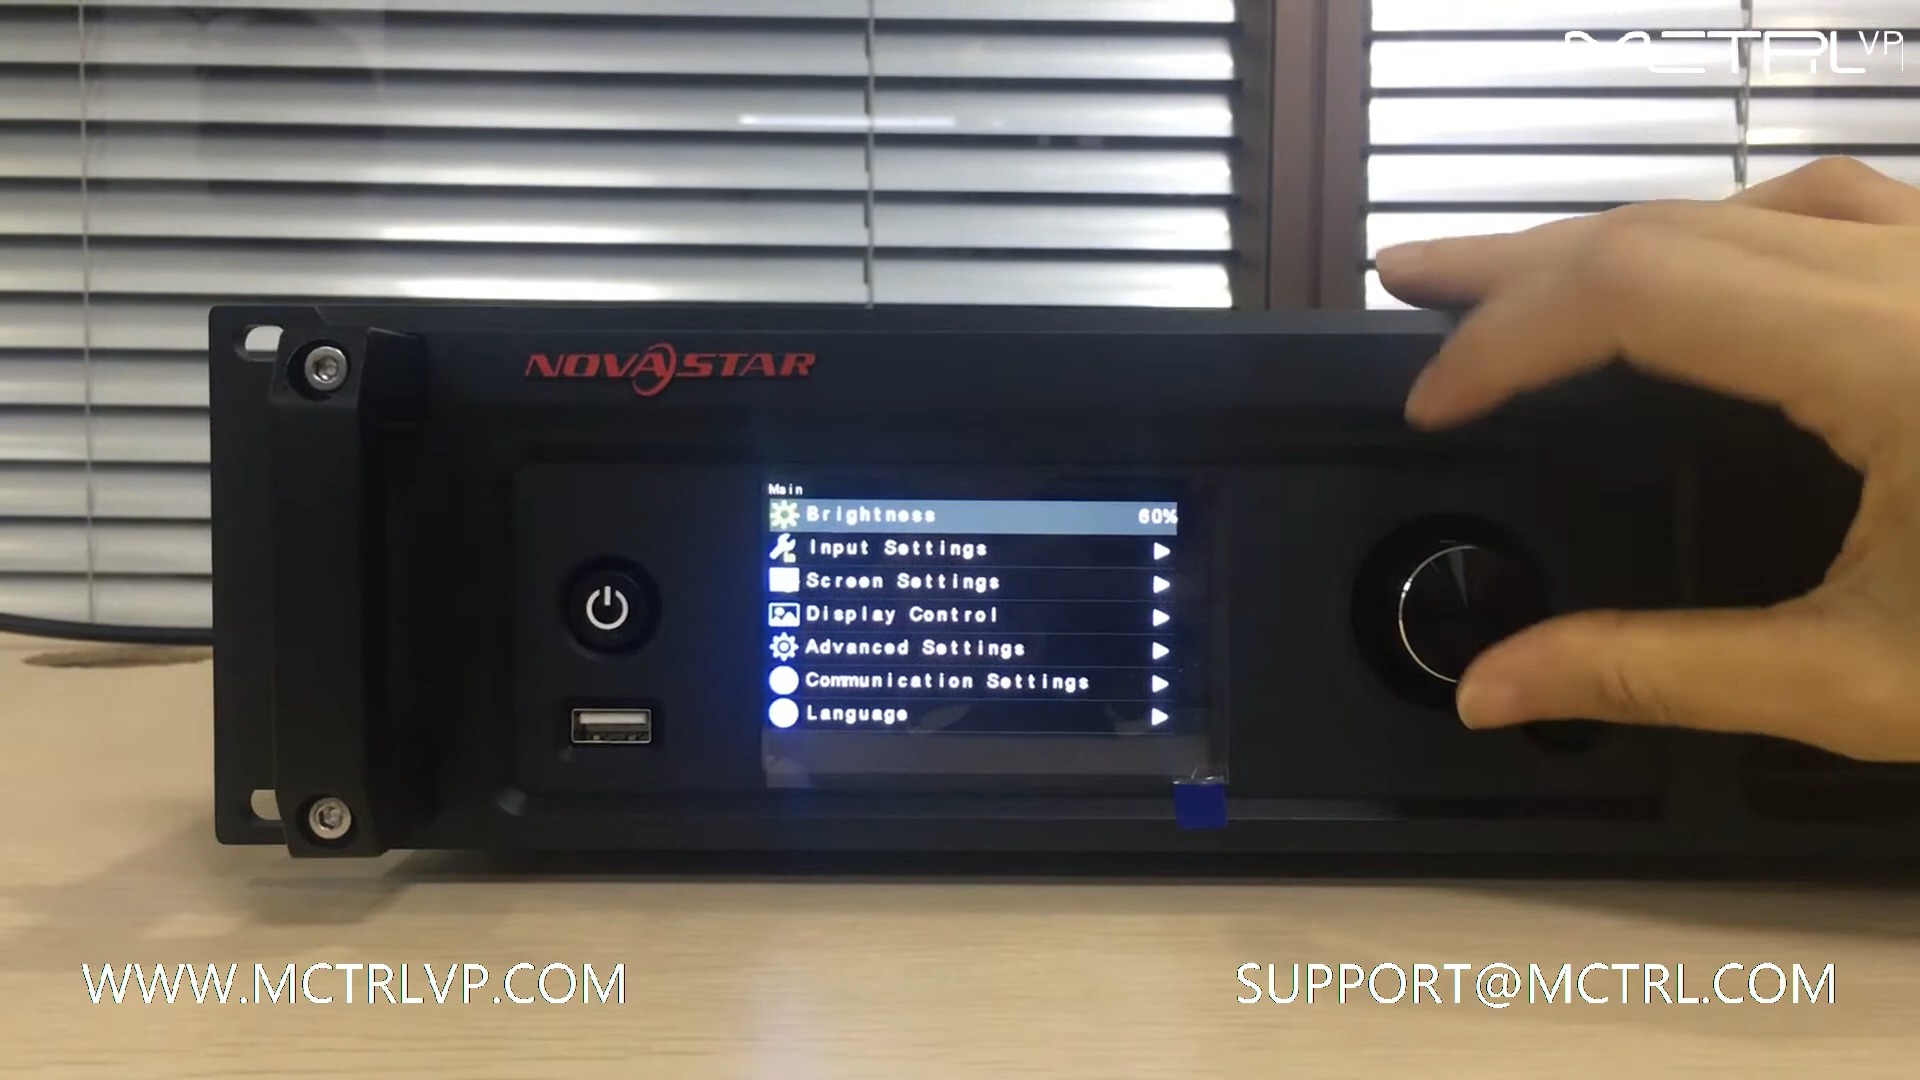 MCTRL VP
NOVASTAR
Main
Brightness 60%
Input Settings
Screen Settings
Display Control
Advanced Settings
Communication Settings
Language
WWW.MCTRLVP.COM
SUPPORT@MCTRL.COM